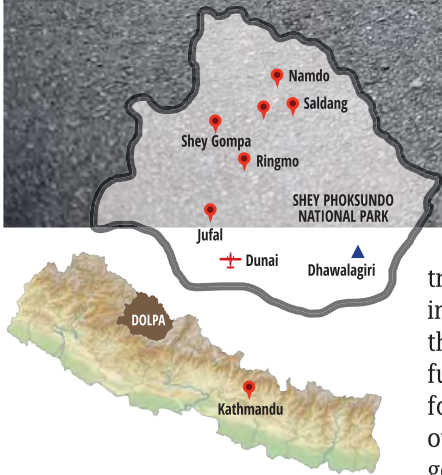 Namdo
Saldang
Shey Gompa
Ringmo
SHEY PHOKSUNDO
NATIONAL PARK
Jufal
Dunai
Dhawalagiri
DOLPA
Kathmandu